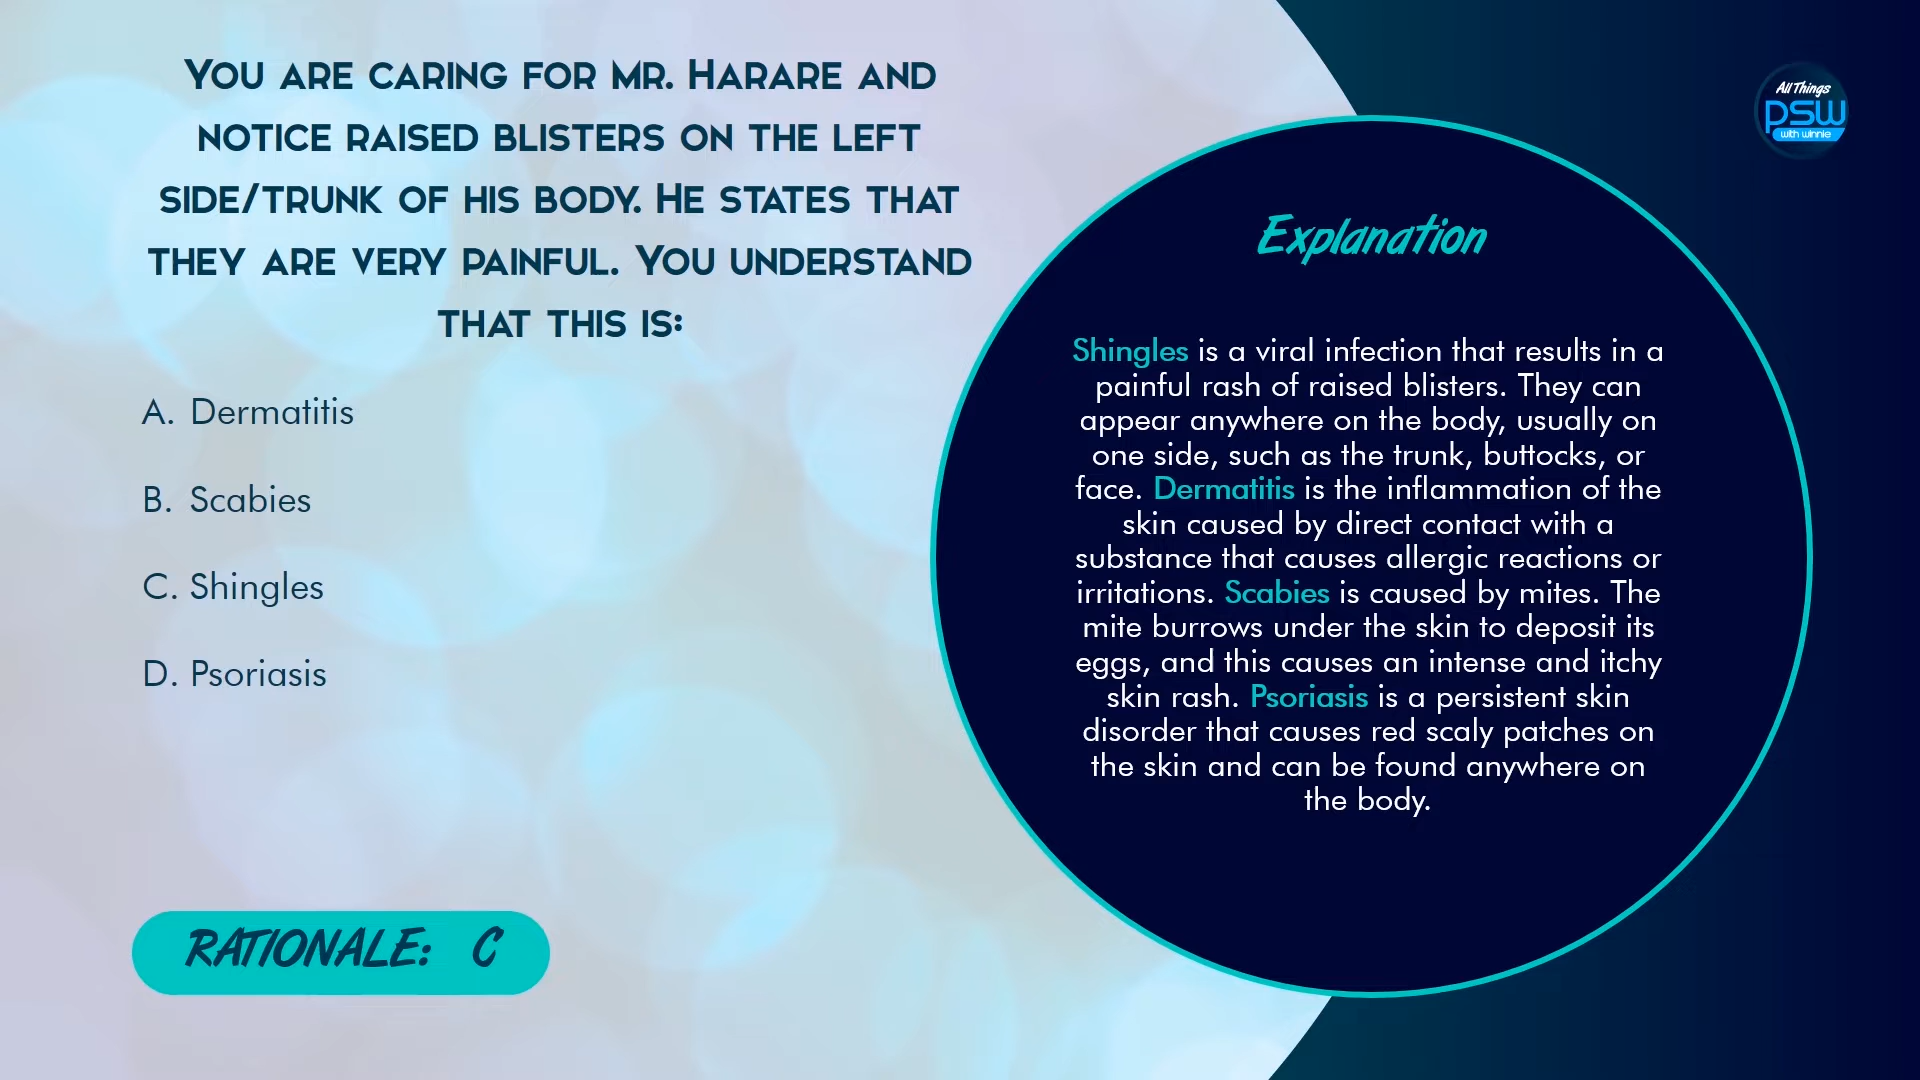 You are caring for Mr. Harare and
notice raised blisters on the left
side/trunk of his body. He states that
they are very painful. You understand
that this is:
A. Dermatitis
B. Scabies
C. Shingles
D. Psoriasis
RATIONALE: C
All Things
PSW
with winnie
Explanation
Shingles is a viral infection that results in a
painful rash of raised blisters. They can
appear anywhere on the body, usually on
one side, such as the trunk, buttocks, or
face. Dermatitis is the inflammation of the
skin caused by direct contact with a
substance that causes allergic reactions or
irritations. Scabies is caused by mites. The
mite burrows under the skin to deposit its
eggs, and this causes an intense and itchy
skin rash. Psoriasis is a persistent skin
disorder that causes red scaly patches on
the skin and can be found anywhere on
the body.